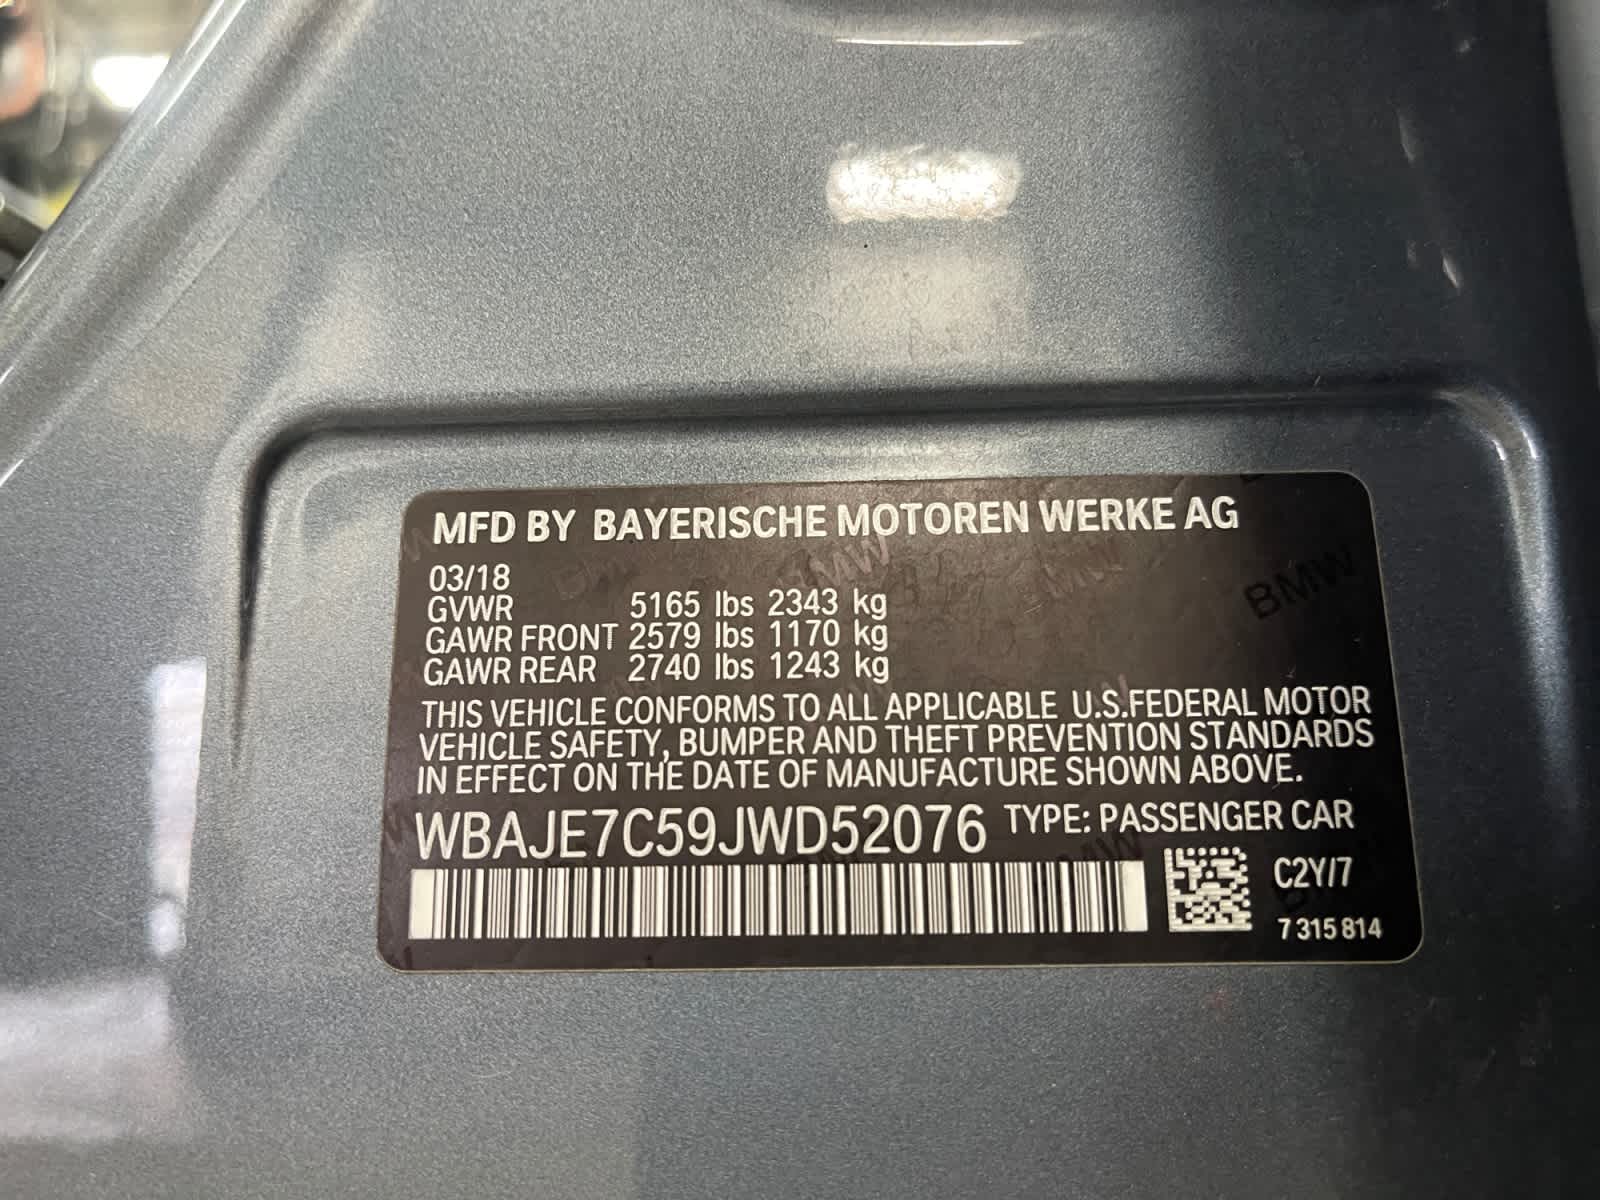 MFD BY BAYERISCHE MOTOREN WERKE AG
03/18
GVWR 5165 lbs 2343 kg
GAWR FRONT 2579 lbs 1170 kg
GAWR REAR 2740 lbs 1243 kg
THIS VEHICLE CONFORMS TO ALL APPLICABLE U.S.FEDERAL MOTOR
VEHICLE SAFETY, BUMPER AND THEFT PREVENTION STANDARDS
IN EFFECT ON THE DATE OF MANUFACTURE SHOWN ABOVE.
WBAJE7C59JWD52076 TYPE: PASSENGER CAR
C2Y/7
7 315 814
BMW
BMW
BMW